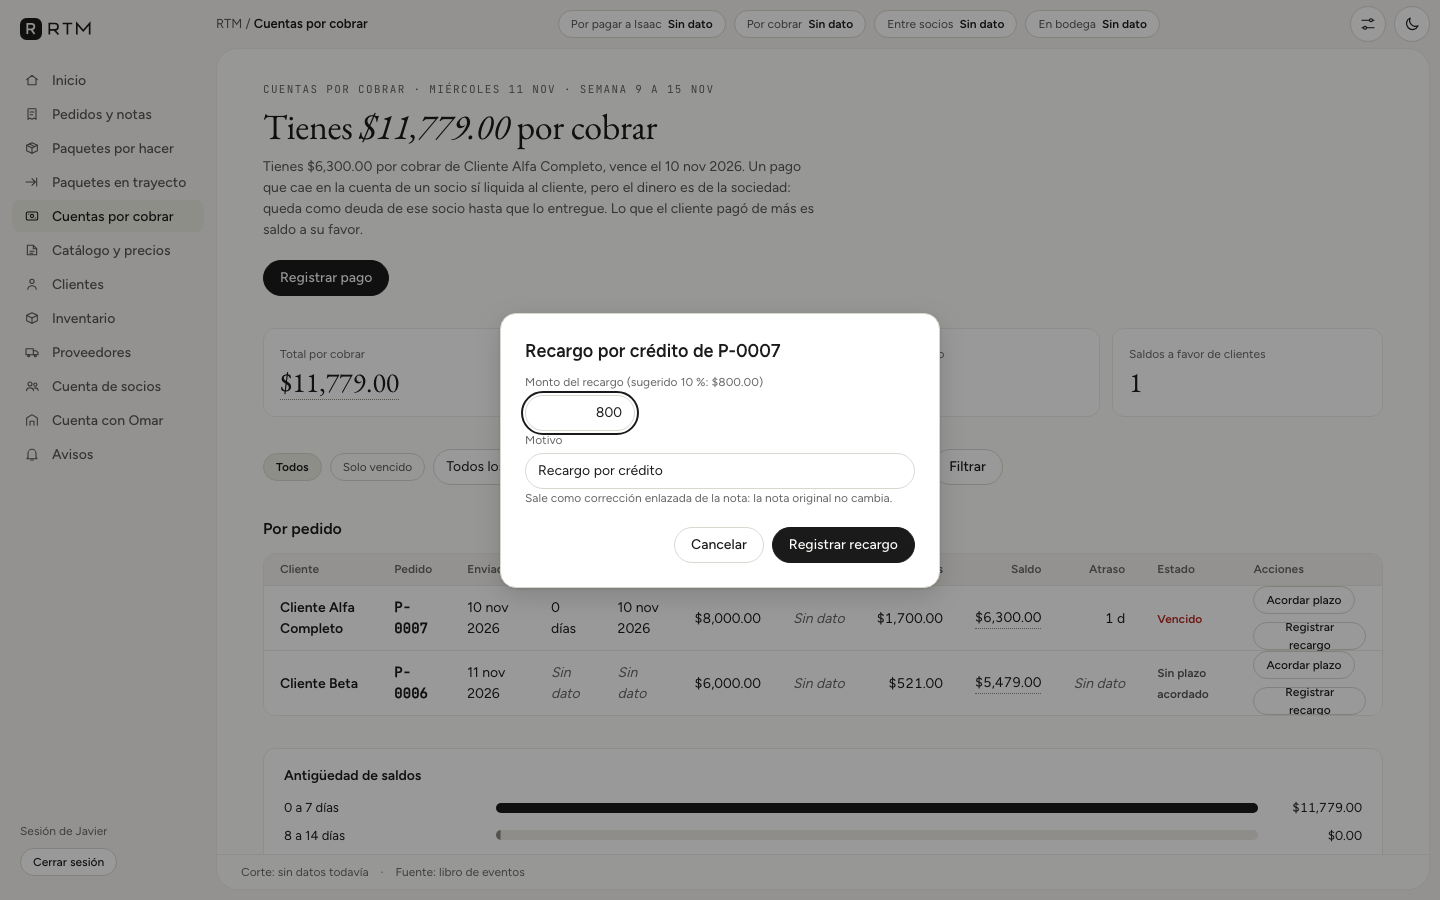 R RTM
RTM / Cuentas por cobrar
Por pagar a Isaac Sin dato
Por cobrar Sin dato
Entre socios Sin dato
En bodega Sin dato
Inicio
Pedidos y notas
Paquetes por hacer
Paquetes en trayecto
Cuentas por cobrar
Catálogo y precios
Clientes
Inventario
Proveedores
Cuenta de socios
Cuenta con Omar
Avisos
Sesión de Javier
Cerrar sesión
CUENTAS POR COBRAR · MIÉRCOLES 11 NOV · SEMANA 9 A 15 NOV
Tienes $11,779.00 por cobrar
Tienes $6,300.00 por cobrar de Cliente Alfa Completo, vence el 10 nov 2026. Un pago
que cae en la cuenta de un socio sí liquida al cliente, pero el dinero es de la sociedad:
queda como deuda de ese socio hasta que lo entregue. Lo que el cliente pagó de más es
saldo a su favor.
Registrar pago
Total por cobrar
$11,779.00
Saldos a favor de clientes
1
Todos
Solo vencido
Filtrar
Recargo por crédito de P-0007
Monto del recargo (sugerido 10 %: $800.00)
800
Motivo
Recargo por crédito
Sale como corrección enlazada de la nota: la nota original no cambia.
Cancelar
Registrar recargo
Por pedido
Cliente Pedido Saldo Atraso Estado Acciones
Cliente Alfa Completo P-0007 10 nov 2026 0 días 10 nov 2026 $8,000.00 Sin dato $1,700.00 $6,300.00 1 d Vencido Acordar plazo Registrar recargo
Cliente Beta P-0006 11 nov 2026 Sin dato Sin dato $6,000.00 Sin dato $521.00 $5,479.00 Sin dato Sin plazo acordado Acordar plazo Registrar recargo
Antigüedad de saldos
0 a 7 días $11,779.00
8 a 14 días $0.00
Corte: sin datos todavía · Fuente: libro de eventos